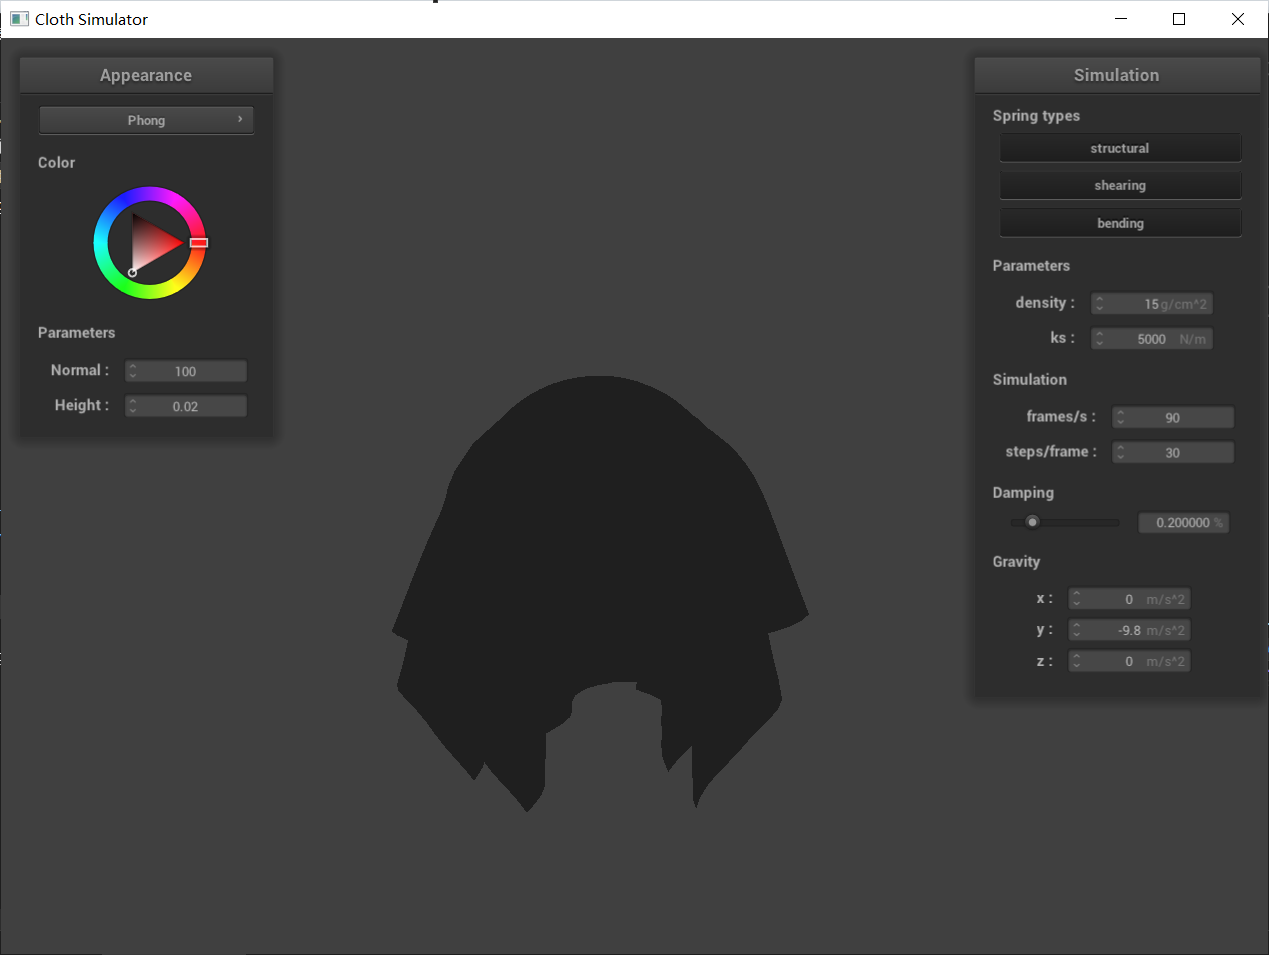 Cloth Simulator
Appearance
Phong
Color
Parameters
Normal : 100
Height : 0.02
Simulation
Spring types
structural
shearing
bending
Parameters
density : 15 g/cm^2
ks : 5000 N/m
Simulation
frames/s : 90
steps/frame : 30
Damping
0.200000 %
Gravity
x : 0 m/s^2
y : -9.8 m/s^2
z : 0 m/s^2